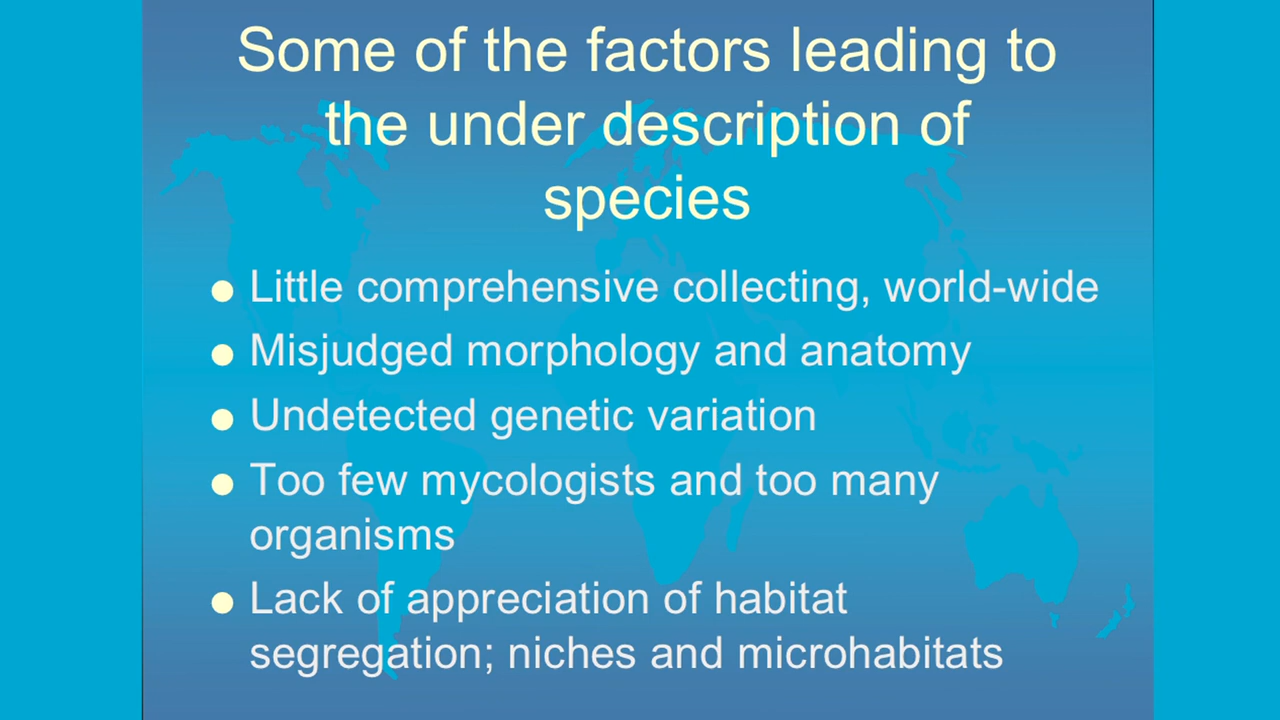 Some of the factors leading to
the under description of
species
● Little comprehensive collecting, world-wide
● Misjudged morphology and anatomy
● Undetected genetic variation
● Too few mycologists and too many
organisms
● Lack of appreciation of habitat
segregation; niches and microhabitats